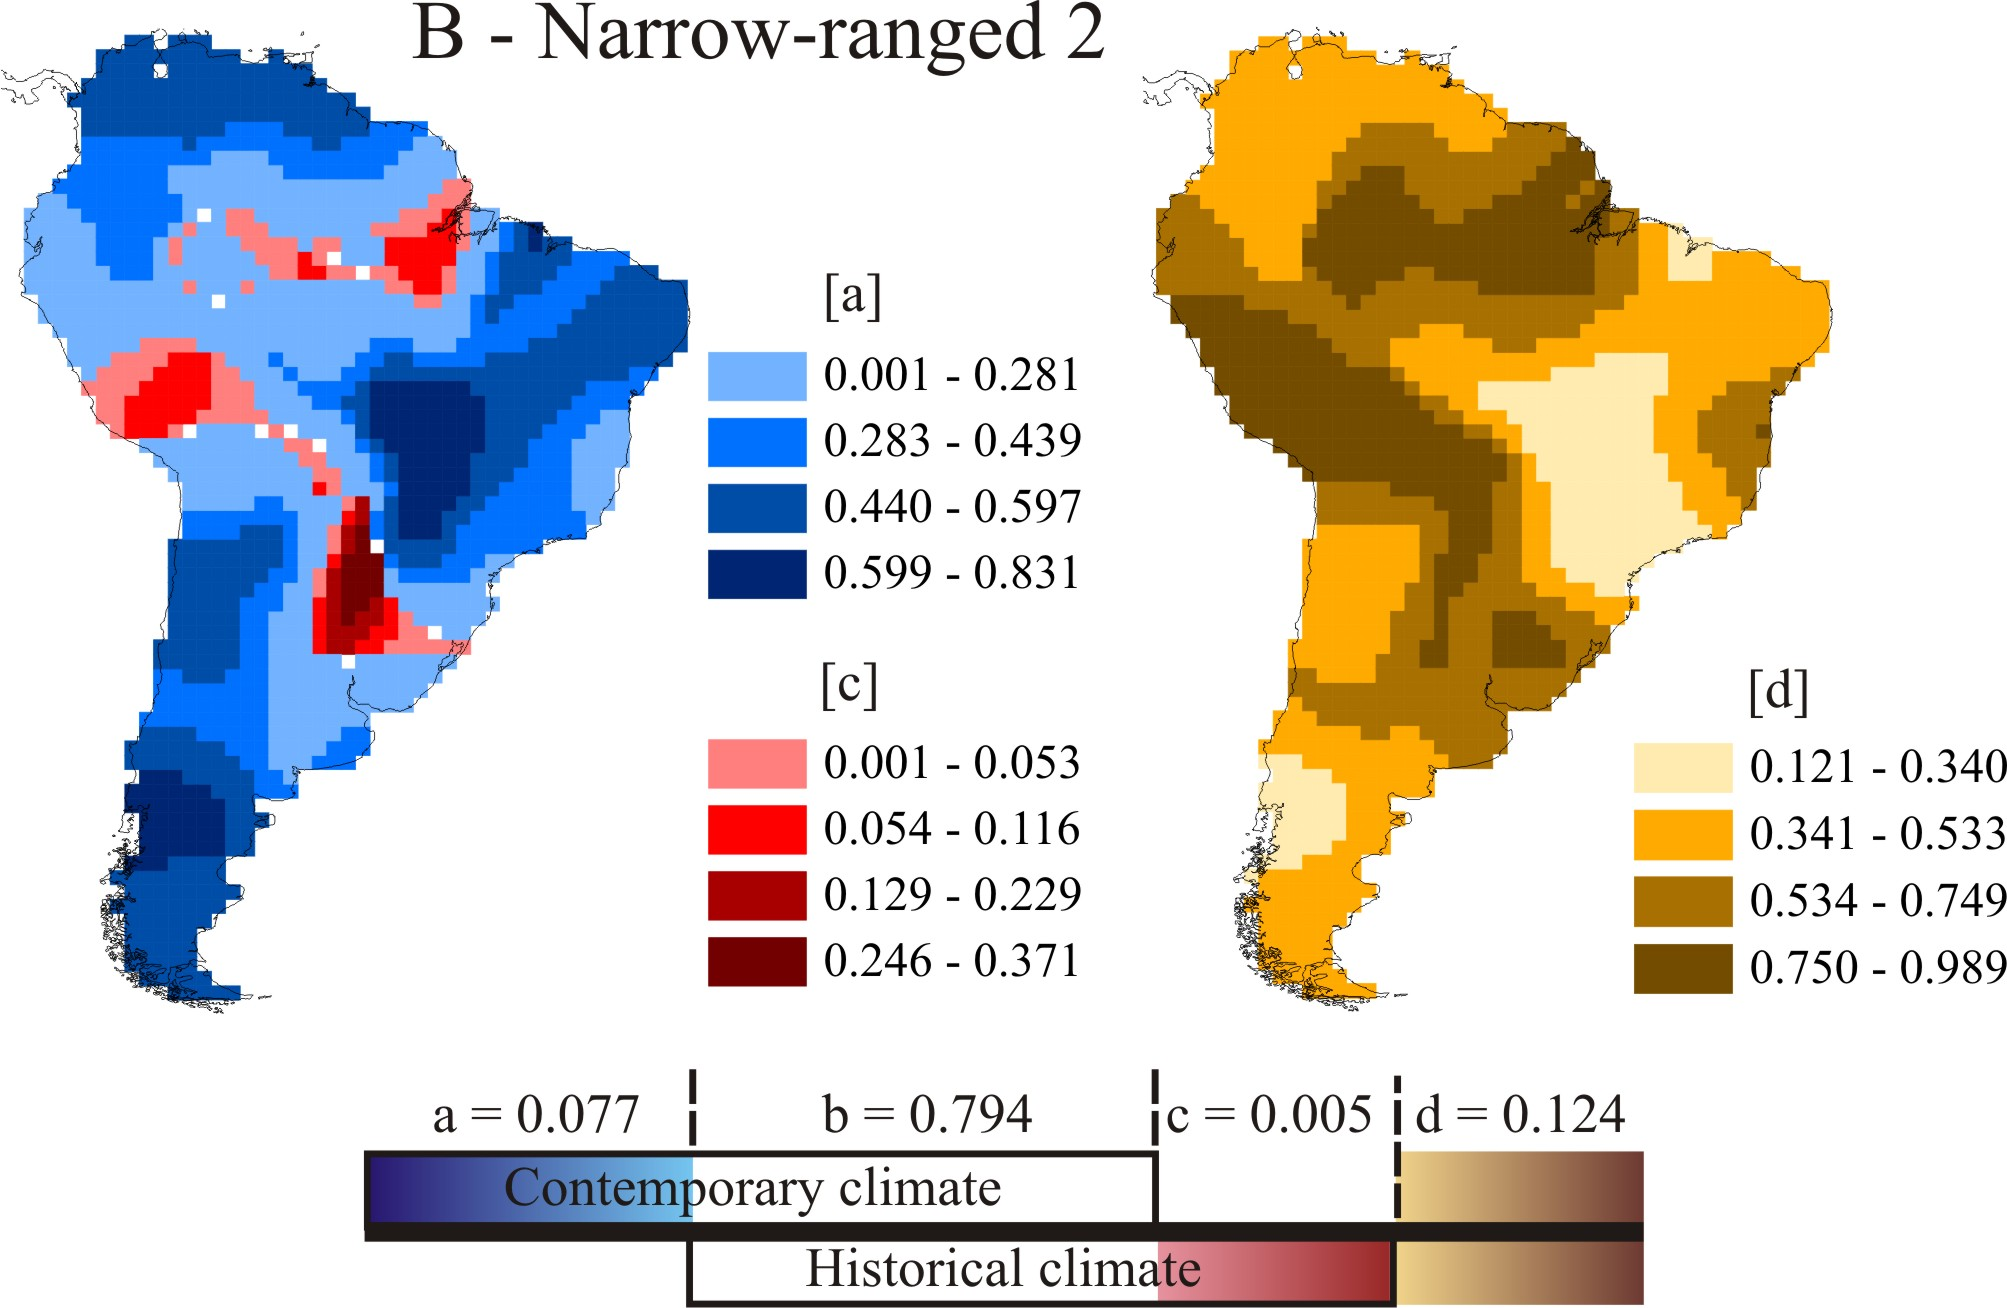 B - Narrow-ranged 2
[a]
0.001 - 0.281
0.283 - 0.439
0.440 - 0.597
0.599 - 0.831
[c]
0.001 - 0.053
0.054 - 0.116
0.129 - 0.229
0.246 - 0.371
[d]
0.121 - 0.340
0.341 - 0.533
0.534 - 0.749
0.750 - 0.989
a = 0.077 b = 0.794 c = 0.005 d = 0.124
Contemporary climate
Historical climate